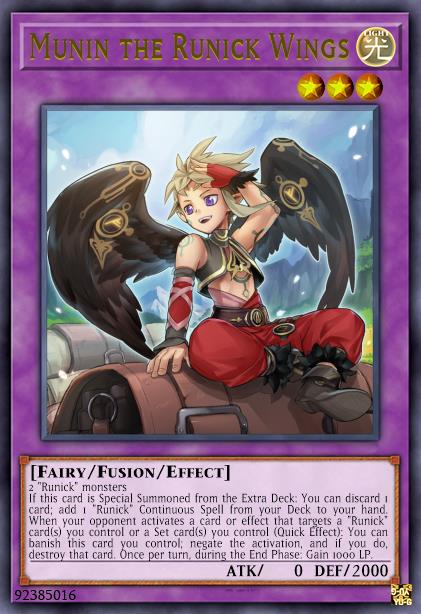 MUNIN THE RUNICK WINGS
LIGHT
光
[FAIRY/FUSION/EFFECT]
2 "Runick" monsters
If this card is Special Summoned from the Extra Deck: You can discard 1
card; add 1 "Runick" Continuous Spell from your Deck to your hand.
When your opponent activates a card or effect that targets a "Runick"
card(s) you control or a Set card(s) you control (Quick Effect): You can
banish this card you control; negate the activation, and if you do,
destroy that card. Once per turn, during the End Phase: Gain 1000 LP.
ATK/ 0 DEF/2000
92385016